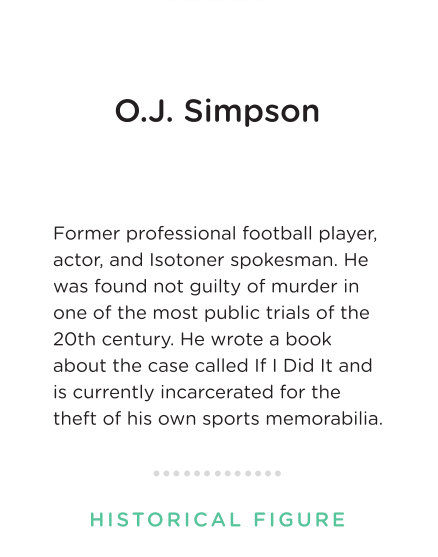 O.J. Simpson
Former professional football player,
actor, and Isotoner spokesman. He
was found not guilty of murder in
one of the most public trials of the
20th century. He wrote a book
about the case called If I Did It and
is currently incarcerated for the
theft of his own sports memorabilia.
HISTORICAL FIGURE